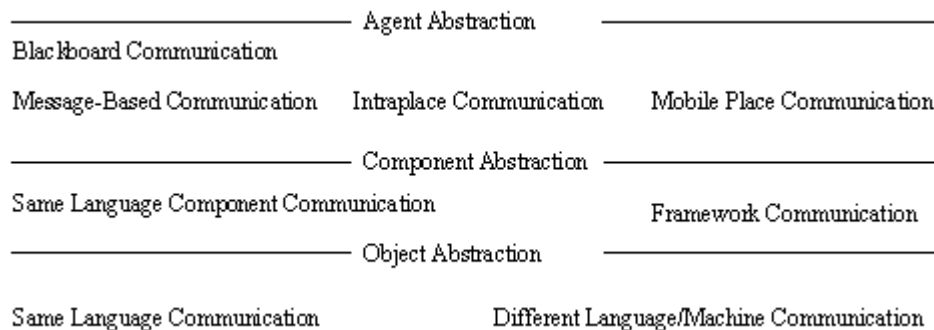 Agent Abstraction
Blackboard Communication
Message-Based Communication Intraplace Communication Mobile Place Communication
Component Abstraction
Same Language Component Communication
Framework Communication
Object Abstraction
Same Language Communication Different Language/Machine Communication